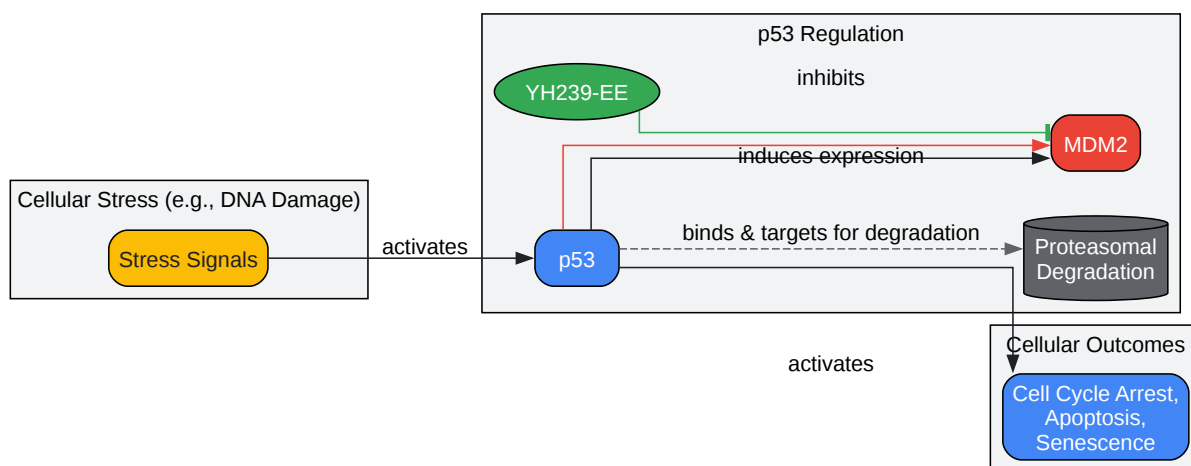 p53 Regulation
inhibits
YH239-EE
MDM2
induces expression
Cellular Stress (e.g., DNA Damage)
Stress Signals
activates
p53
binds & targets for degradation
Proteasomal
Degradation
activates
Cellular Outcomes
Cell Cycle Arrest,
Apoptosis,
Senescence